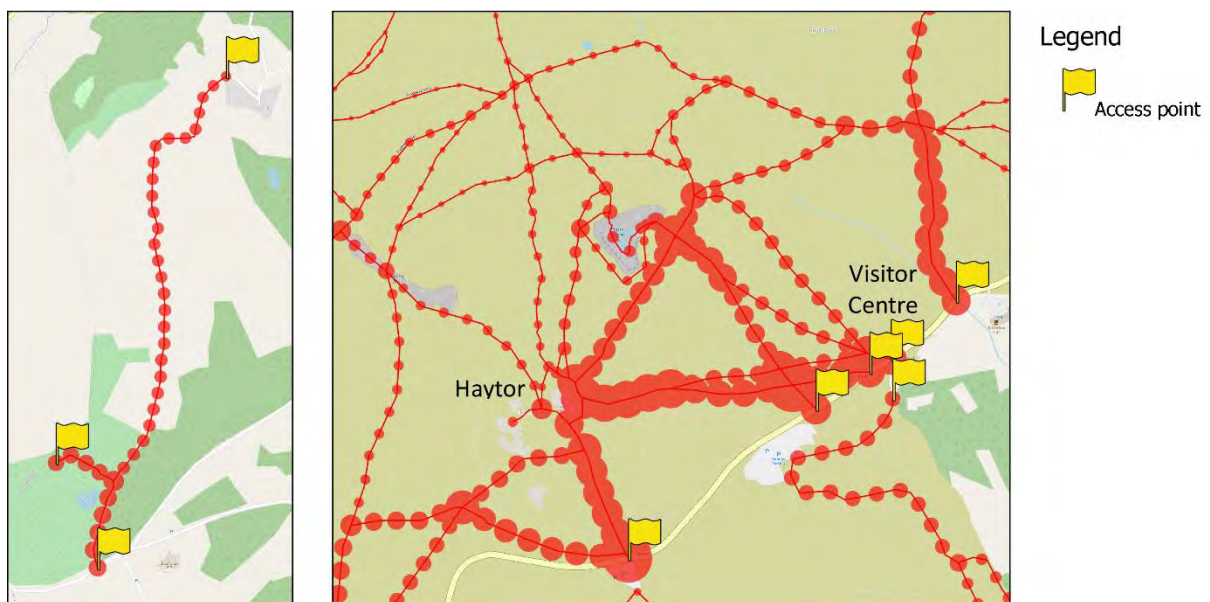 Legend
Access point
Visitor
Centre
Haytor